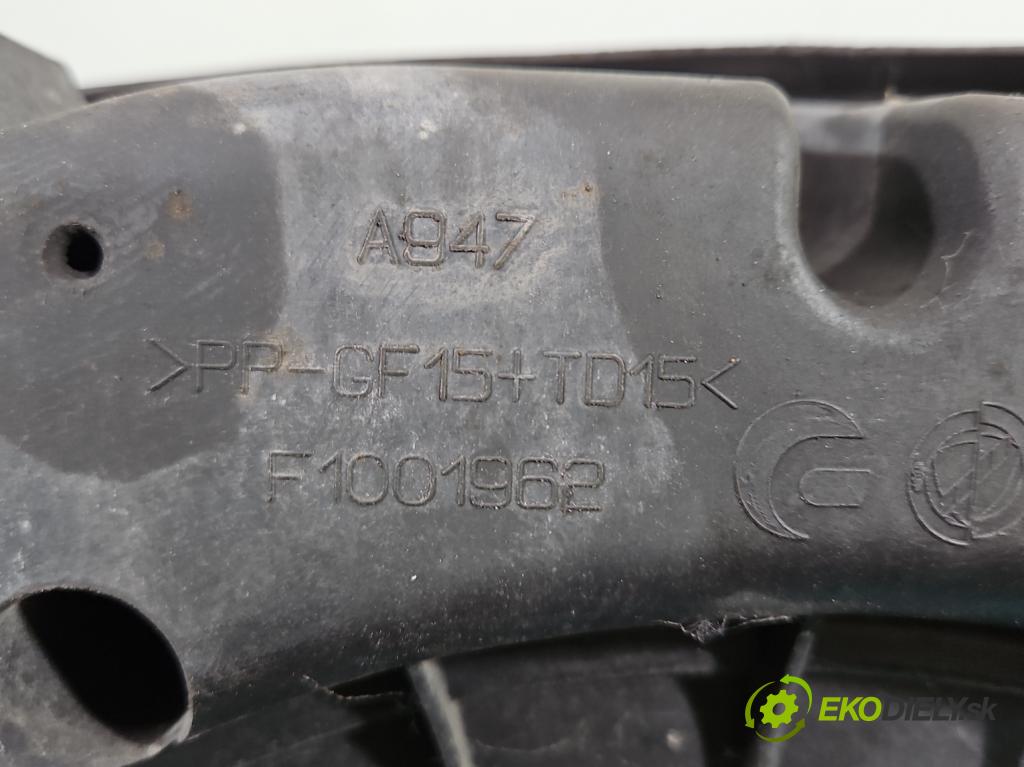 A947
>PP-GF15+TD15<
F1001962
EKODIELY.sk